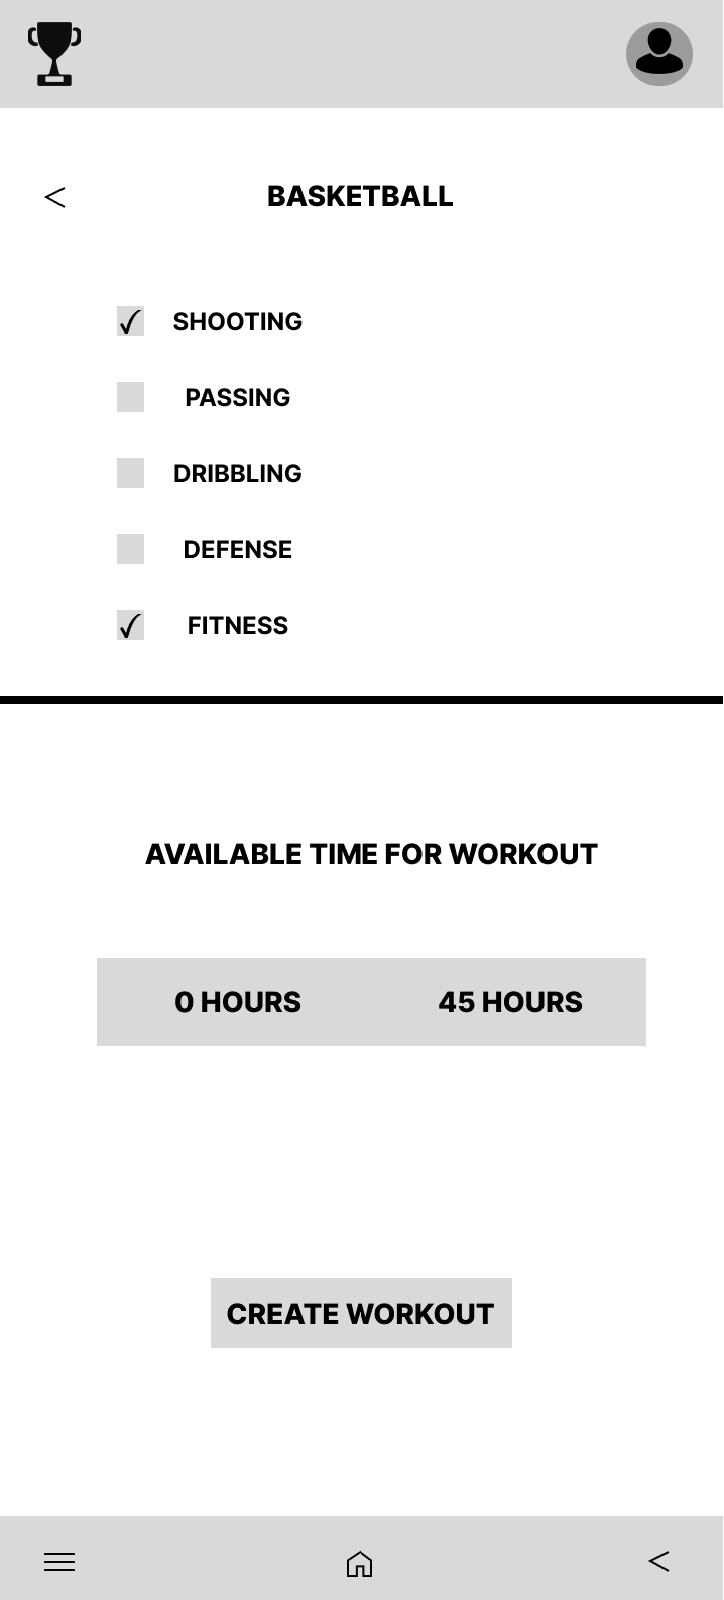 BASKETBALL
SHOOTING
PASSING
DRIBBLING
DEFENSE
FITNESS
AVAILABLE TIME FOR WORKOUT
0 HOURS 45 HOURS
CREATE WORKOUT